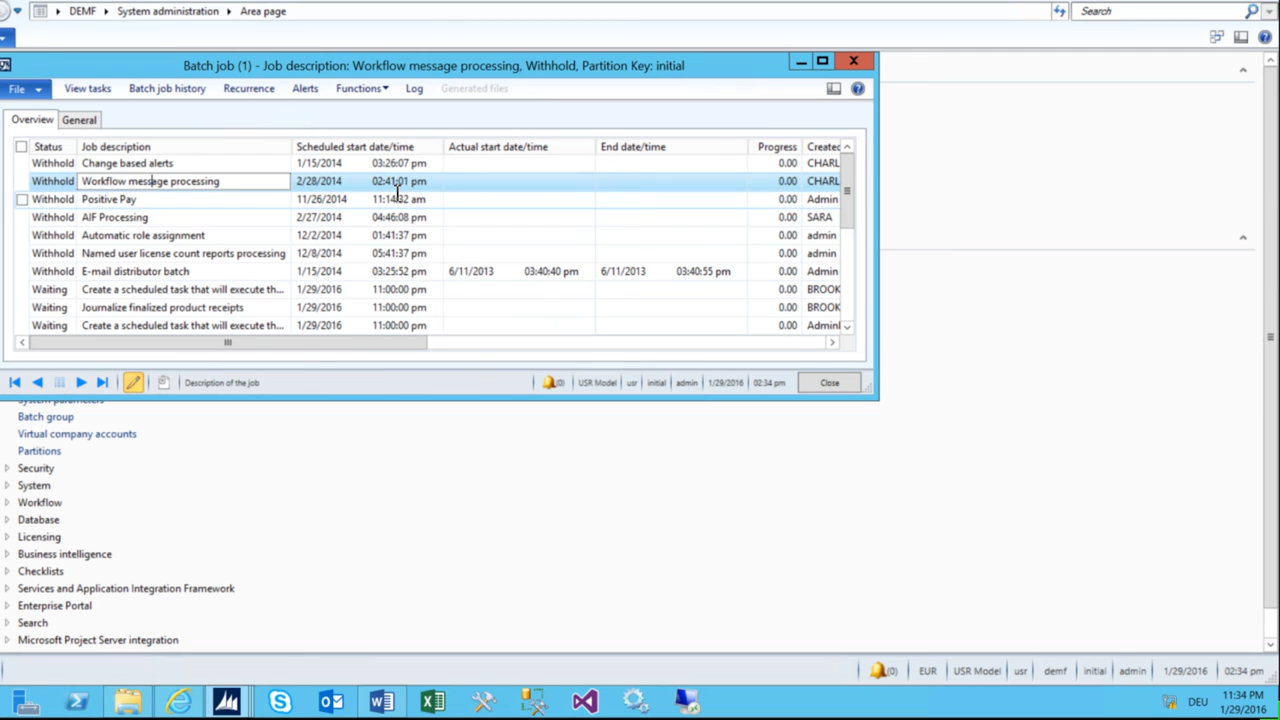 DEMF System administration Area page Search
Batch job (1) - Job description: Workflow message processing, Withhold, Partition Key: initial
File View tasks Batch job history Recurrence Alerts Functions Log Generated files
Overview General
Status Job description Scheduled start date/time Actual start date/time End date/time Progress Created
Withhold Change based alerts 1/15/2014 03:26:07 pm 0.00 CHARL
Withhold Workflow message processing 2/28/2014 02:41:01 pm 0.00 CHARL
Withhold Positive Pay 11/26/2014 11:14:32 am 0.00 Admin
Withhold AIF Processing 2/27/2014 04:46:08 pm 0.00 SARA
Withhold Automatic role assignment 12/2/2014 01:41:37 pm 0.00 admin
Withhold Named user license count reports processing 12/8/2014 05:41:37 pm 0.00 admin
Withhold E-mail distributor batch 1/15/2014 03:25:52 pm 6/11/2013 03:40:40 pm 6/11/2013 03:40:55 pm 0.00 Admin
Waiting Create a scheduled task that will execute th... 1/29/2016 11:00:00 pm 0.00 BROOK
Waiting Journalize finalized product receipts 1/29/2016 11:00:00 pm 0.00 BROOK
Waiting Create a scheduled task that will execute th... 1/29/2016 11:00:00 pm 0.00 AdminI
Description of the job (0) USR Model usr initial admin 1/29/2016 02:34 pm Close
System parameters
Batch group
Virtual company accounts
Partitions
Security
System
Workflow
Database
Licensing
Business intelligence
Checklists
Services and Application Integration Framework
Enterprise Portal
Search
Microsoft Project Server integration
(0) EUR USR Model usr demf initial admin 1/29/2016 02:34 pm
DEU 11:34 PM
1/29/2016